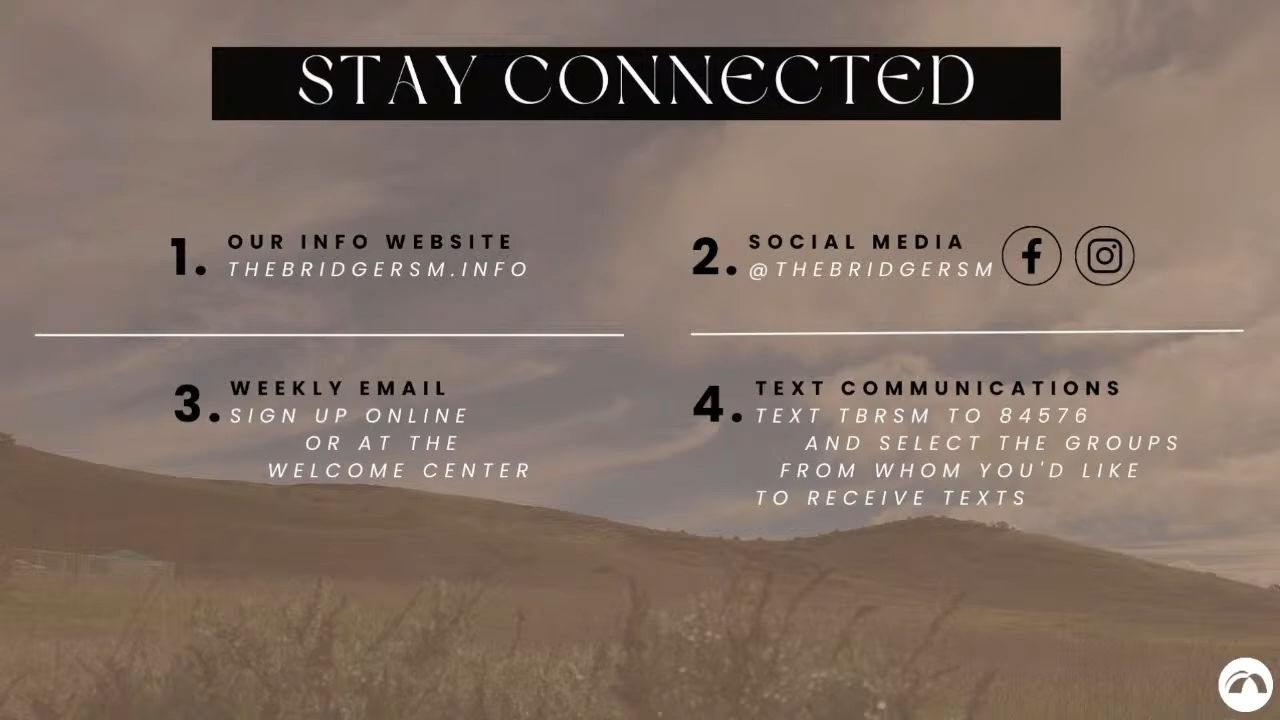 STAY CONNECTED
1. OUR INFO WEBSITE
THEBRIDGERSM.INFO
2. SOCIAL MEDIA
@THEBRIDGERSM
3. WEEKLY EMAIL
SIGN UP ONLINE
OR AT THE
WELCOME CENTER
4. TEXT COMMUNICATIONS
TEXT TBRSM TO 84576
AND SELECT THE GROUPS
FROM WHOM YOU'D LIKE
TO RECEIVE TEXTS